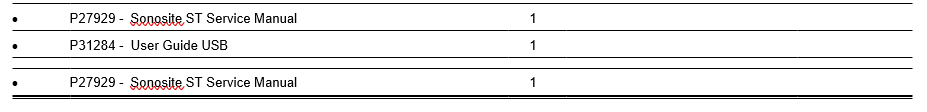 • P27929 - Sonosite ST Service Manual 1
• P31284 - User Guide USB 1
• P27929 - Sonosite ST Service Manual 1